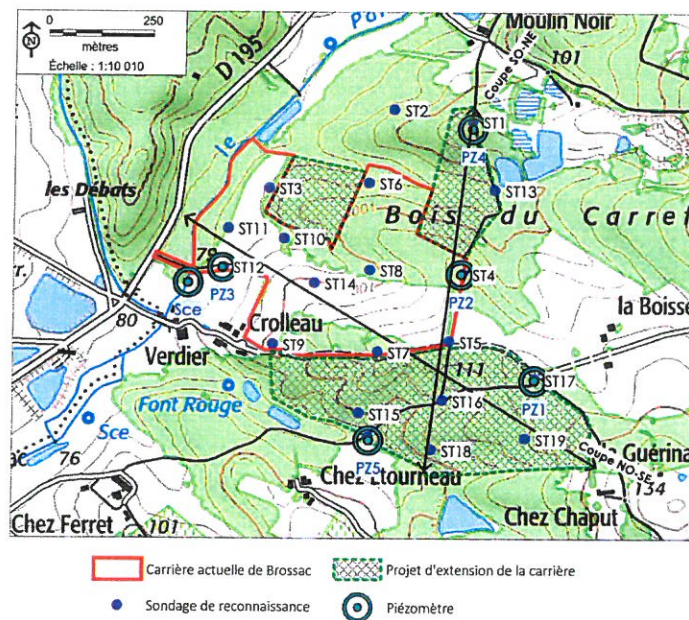 0 250
mètres
Échelle : 1:10 010
D 195
le
Moulin Noir
101
Coupe SO-NE
ST2
ST1
PZ4
les Débats
ST3
ST6
ST13
Bois du Carret
ST11
ST10
78
ST12
PZ3
ST8
ST4
PZ2
ST14
Sce
80
Crolleau
Verdier
la Boisse
ST9
ST7
ST5
111
ST17
PZ1
Font Rouge
ST16
ST15
Sce
PZ5
ST18
ST19
76
Chez Etourneau
Guérina
Coupe NO-SE
134
Chez Ferret
101
Chez Chaput
Carrière actuelle de Brossac
Projet d'extension de la carrière
Sondage de reconnaissance
Piézomètre